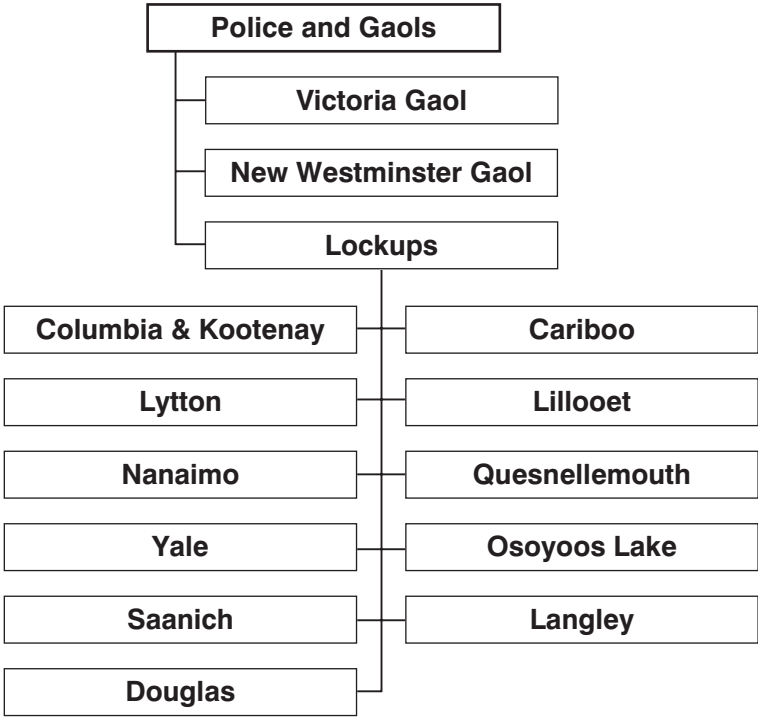 Police and Gaols
Victoria Gaol
New Westminster Gaol
Lockups
Columbia & Kootenay
Cariboo
Lytton
Lillooet
Nanaimo
Quesnellemouth
Yale
Osoyoos Lake
Saanich
Langley
Douglas